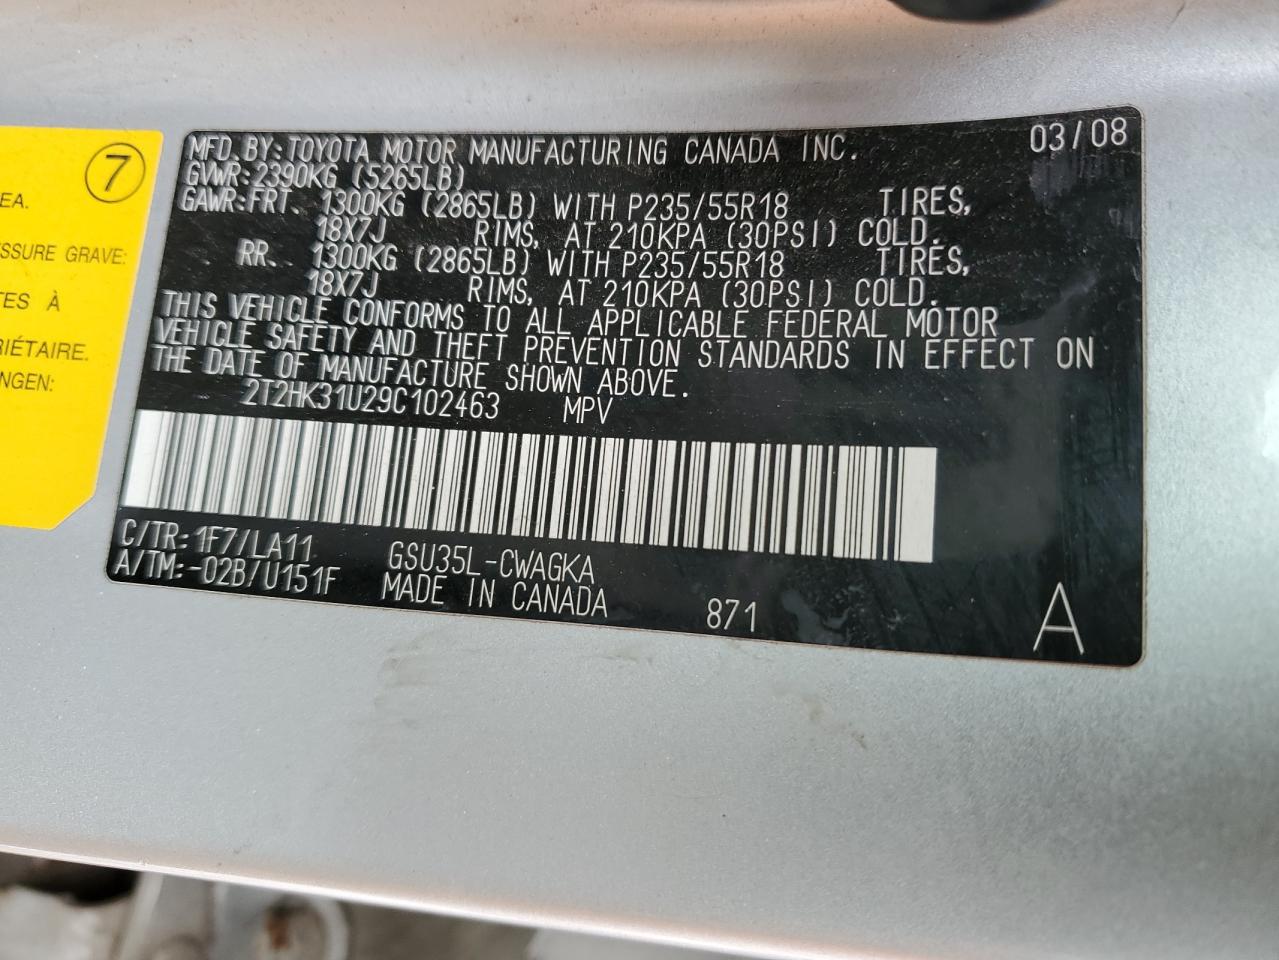 7
EA.
SSURE GRAVE:
TES À
RIÉTAIRE.
NGEN:
MFD. BY: TOYOTA MOTOR MANUFACTURING CANADA INC. 03/08
GVWR: 2390KG (5265LB)
GAWR: FRT. 1300KG (2865LB) WITH P235/55R18 TIRES,
18X7J RIMS, AT 210KPA (30PSI) COLD.
RR. 1300KG (2865LB) WITH P235/55R18 TIRES,
18X7J RIMS, AT 210KPA (30PSI) COLD.
THIS VEHICLE CONFORMS TO ALL APPLICABLE FEDERAL MOTOR
VEHICLE SAFETY AND THEFT PREVENTION STANDARDS IN EFFECT ON
THE DATE OF MANUFACTURE SHOWN ABOVE.
2T2HK31U29C102463 MPV
C/TR: 1F7/LA11 GSU35L-CWAGKA
A/TM: -02B/U151F MADE IN CANADA 871 A